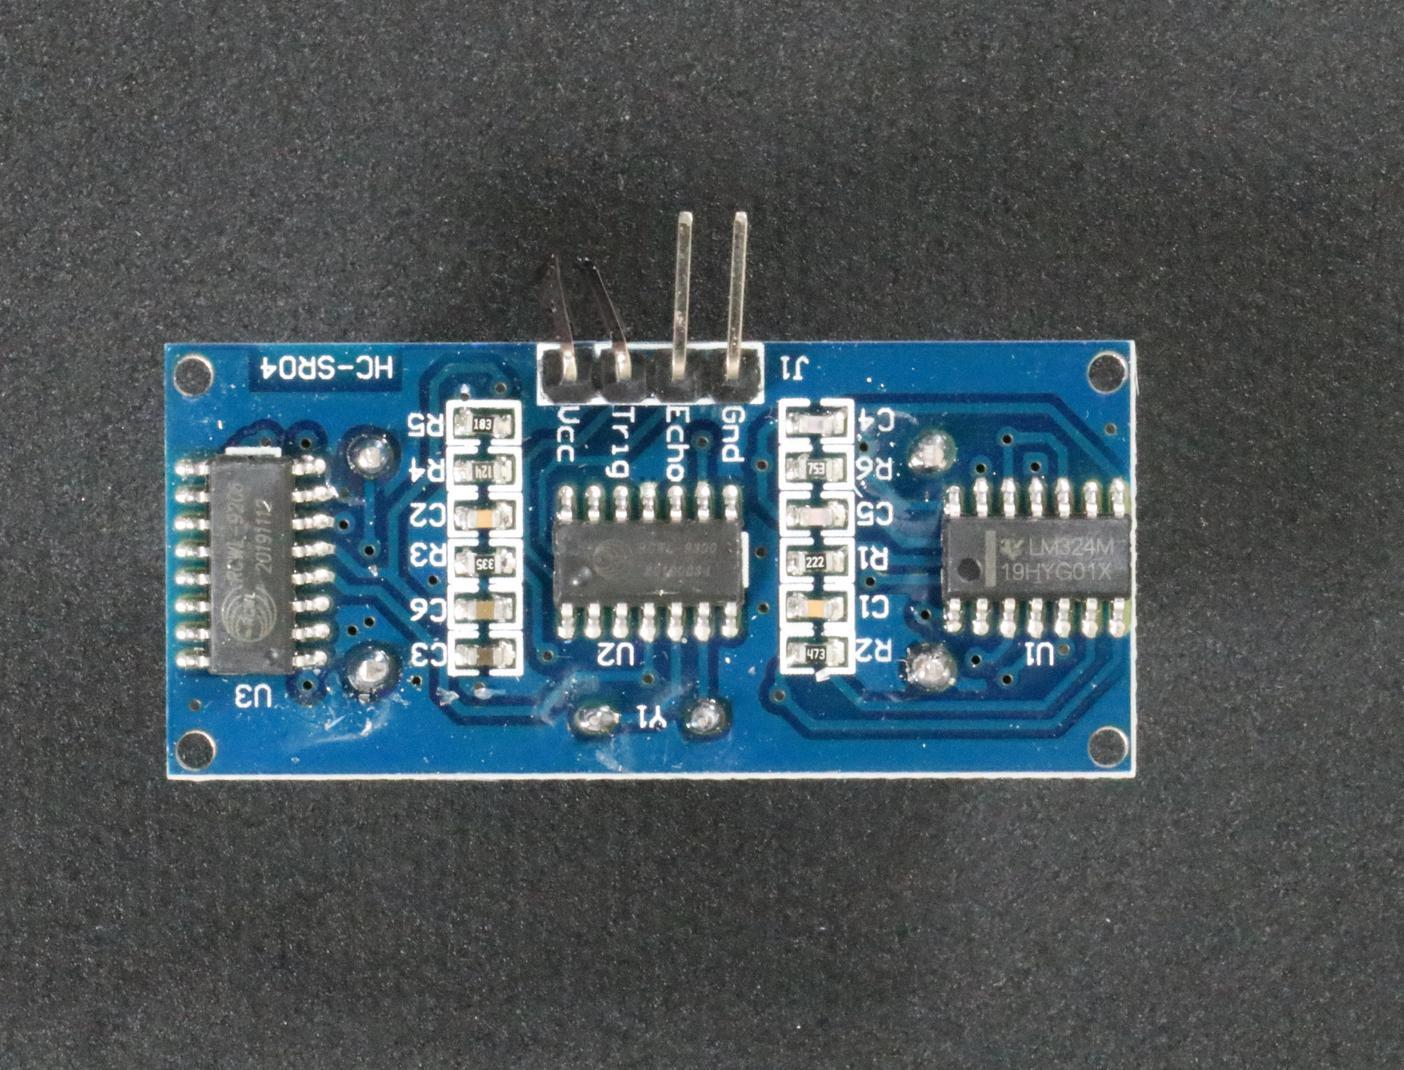 HC-SR04
J1
Vcc
Trig
Echo
Gnd
R5
103
R4
124
C2
R3
335
C6
C3
C4
R6
C5
R1
222
C1
R2
473
U3
U2
Y1
U1
LM324M
19HYG01X